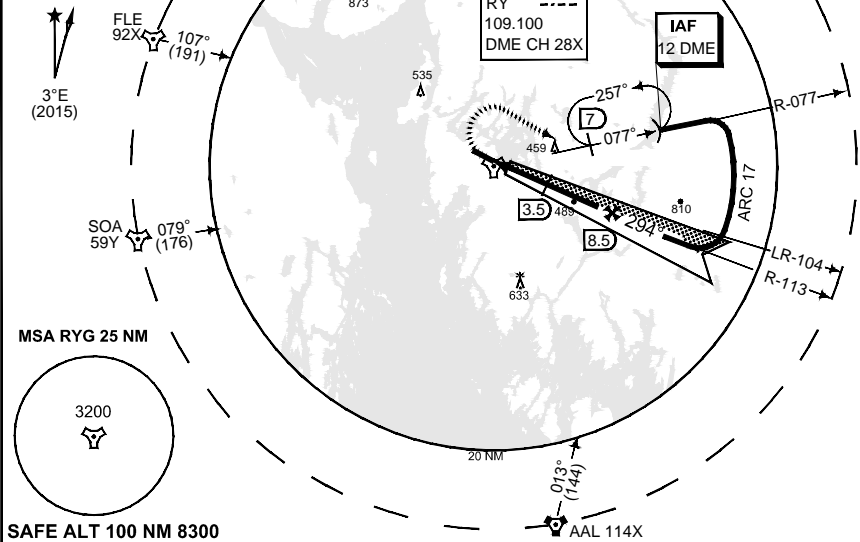 873
RY
109.100
DME CH 28X
IAF
12 DME
FLE
92X
107°
(191)
3°E
(2015)
535
257°
7
077°
459
R-077
ARC 17
SOA
59Y
079°
(176)
3.5
489
810
294°
8.5
LR-104
R-113
633
MSA RYG 25 NM
3200
20 NM
013°
(144)
AAL 114X
SAFE ALT 100 NM 8300